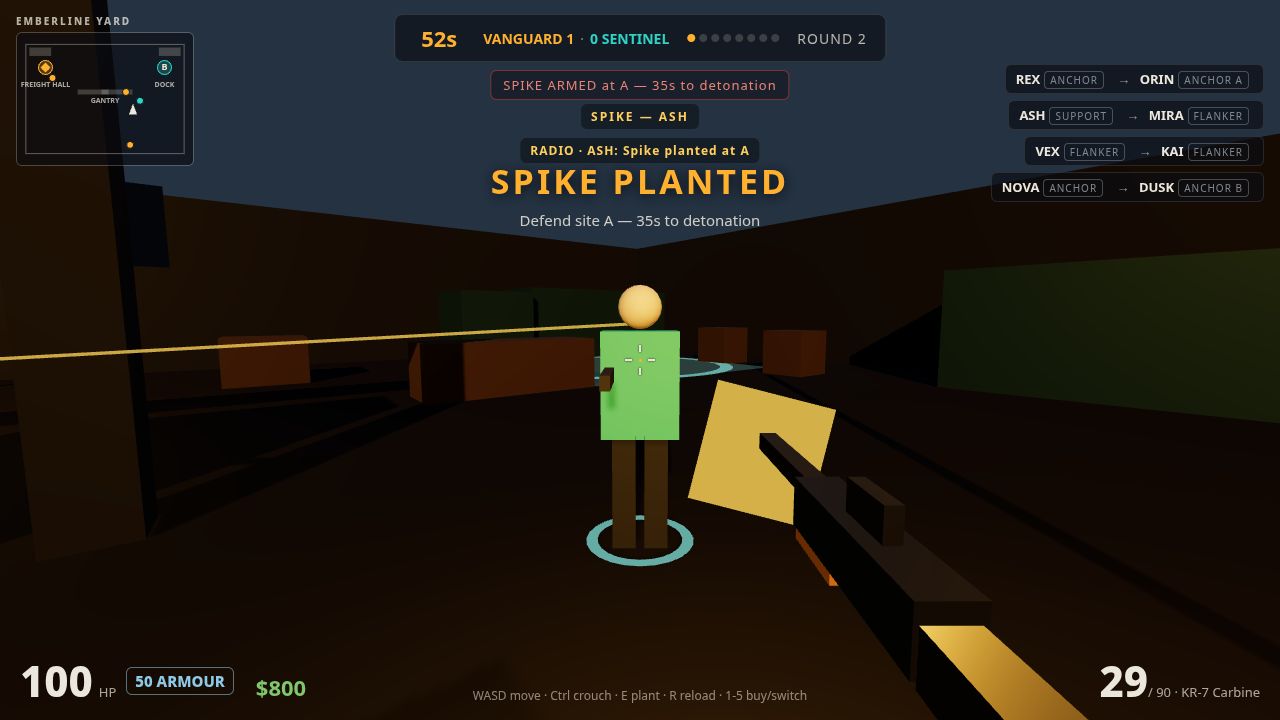 EMBERLINE YARD
B
FREIGHT HALL
DOCK
GANTRY
52s VANGUARD 1 · 0 SENTINEL ROUND 2
SPIKE ARMED at A — 35s to detonation
SPIKE — ASH
RADIO · ASH: Spike planted at A
SPIKE PLANTED
Defend site A — 35s to detonation
REX ANCHOR → ORIN ANCHOR A
ASH SUPPORT → MIRA FLANKER
VEX FLANKER → KAI FLANKER
NOVA ANCHOR → DUSK ANCHOR B
100 HP 50 ARMOUR $800
WASD move · Ctrl crouch · E plant · R reload · 1-5 buy/switch
29 / 90 · KR-7 Carbine